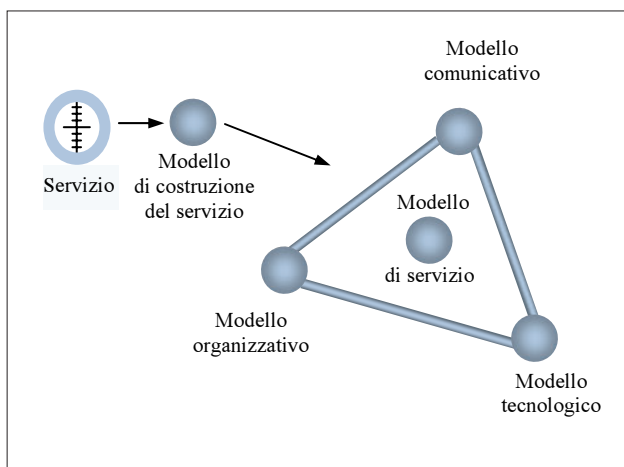 Modello
comunicativo
Servizio
Modello
di costruzione
del servizio
Modello
di servizio
Modello
organizzativo
Modello
tecnologico